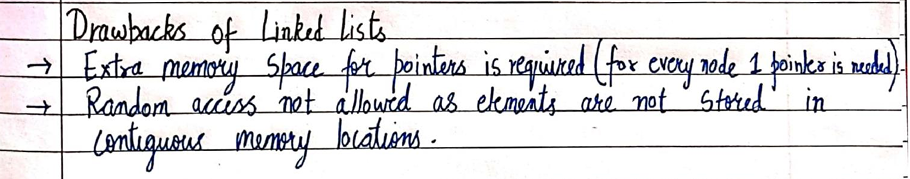 Drawbacks of Linked Lists
→ Extra memory Space for pointers is required (for every node 1 pointer is needed).
→ Random access not allowed as elements are not Stored in
Contiguous memory locations.